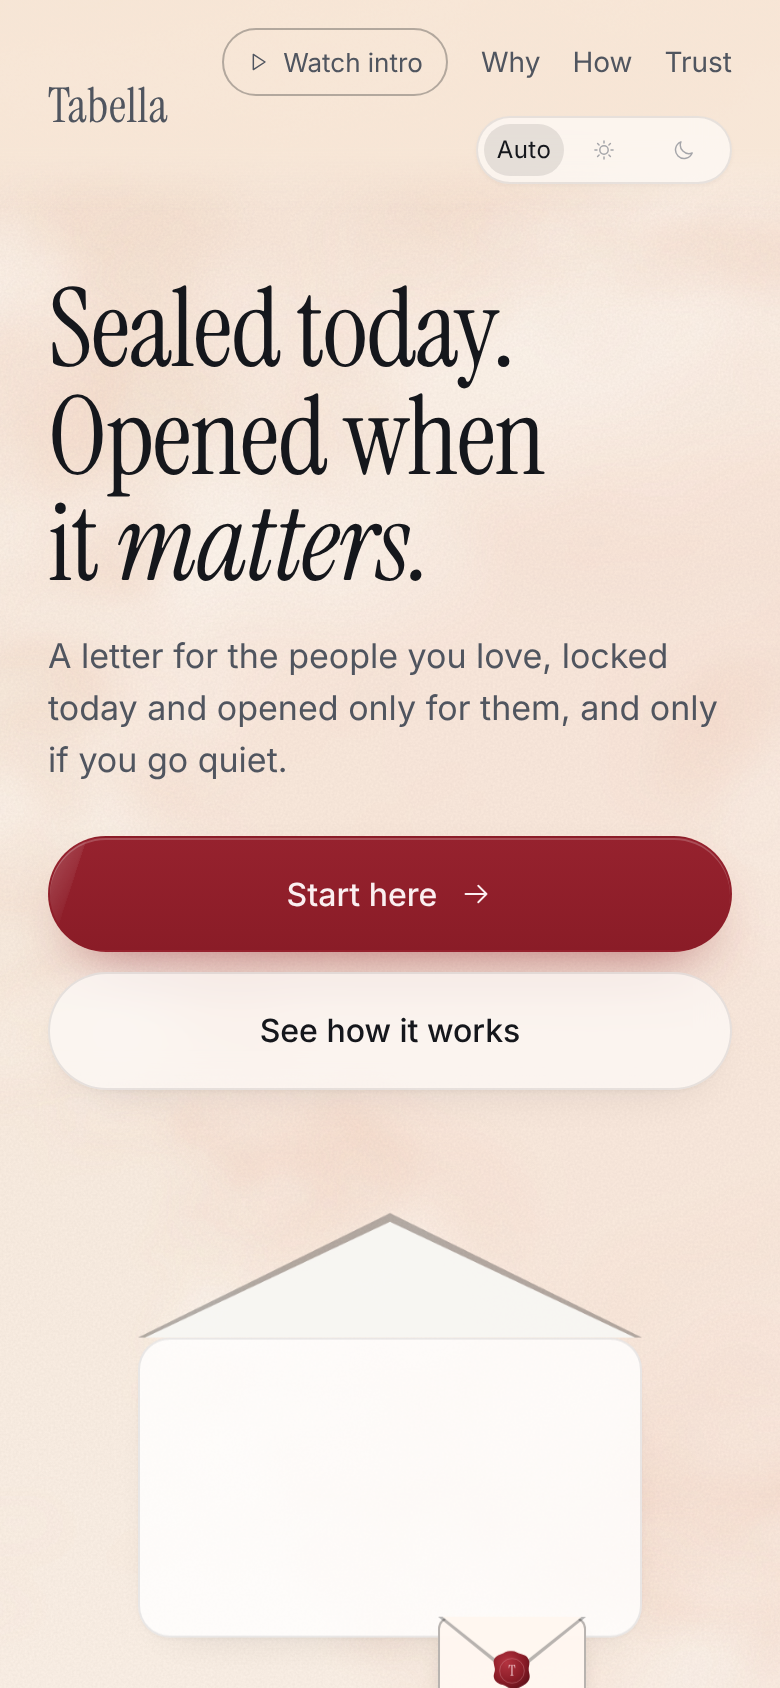 Watch intro
Why
How
Trust
Tabella
Auto
Sealed today.
Opened when
it matters.
A letter for the people you love, locked
today and opened only for them, and only
if you go quiet.
Start here
See how it works
T